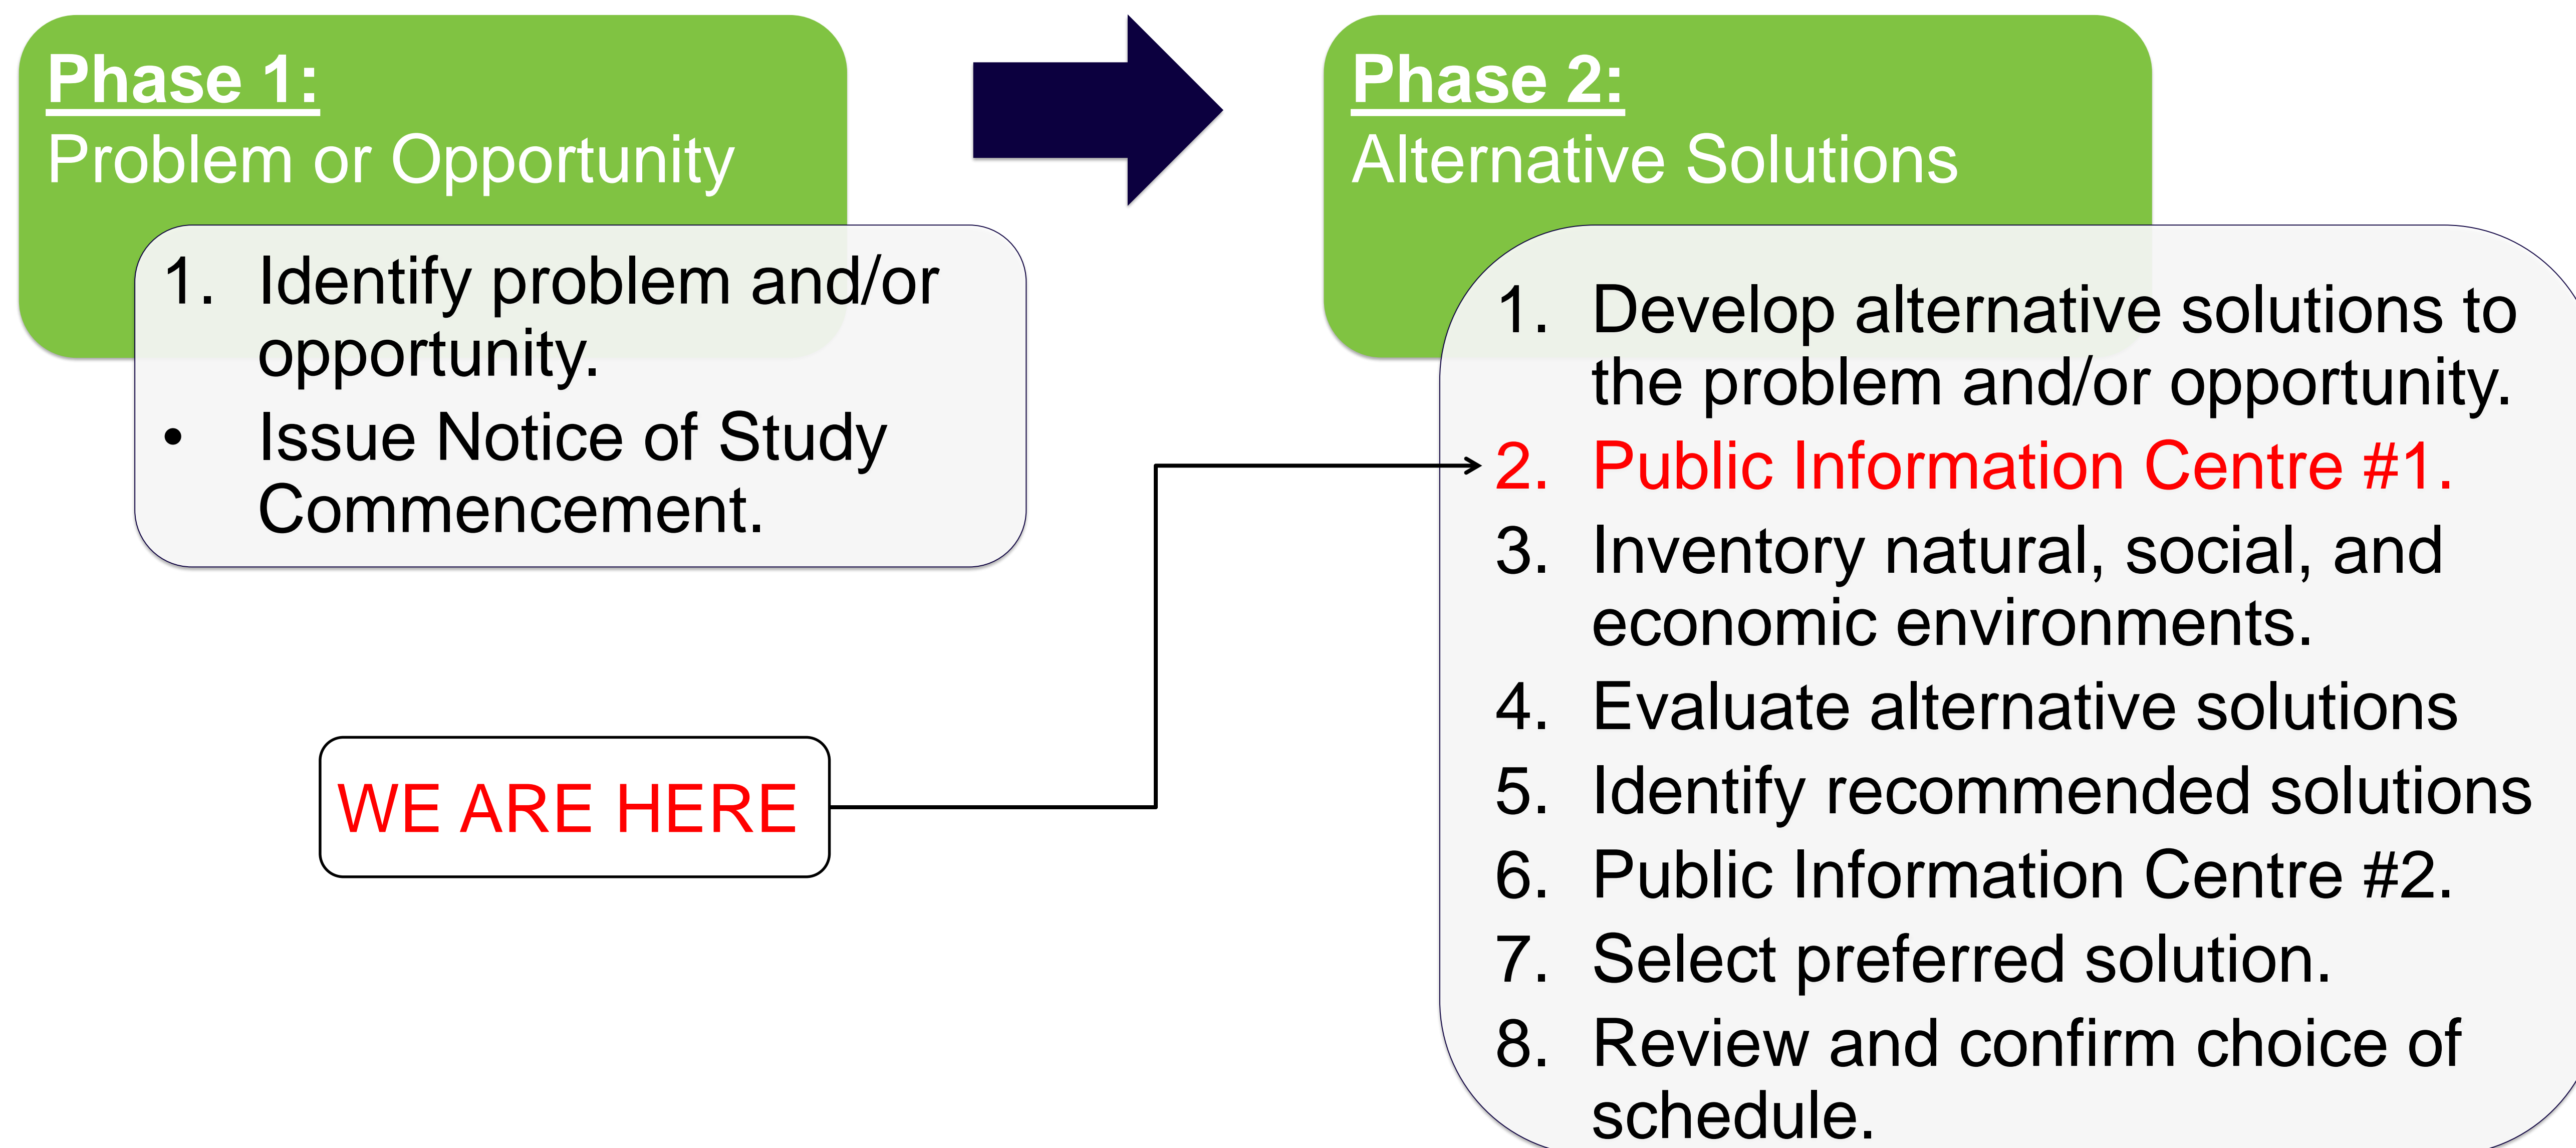 Phase 1:
Problem or Opportunity
1. Identify problem and/or
opportunity.
• Issue Notice of Study
Commencement.
WE ARE HERE
Phase 2:
Alternative Solutions
1. Develop alternative solutions to
the problem and/or opportunity.
2. Public Information Centre #1.
3. Inventory natural, social, and
economic environments.
4. Evaluate alternative solutions
5. Identify recommended solutions
6. Public Information Centre #2.
7. Select preferred solution.
8. Review and confirm choice of
schedule.